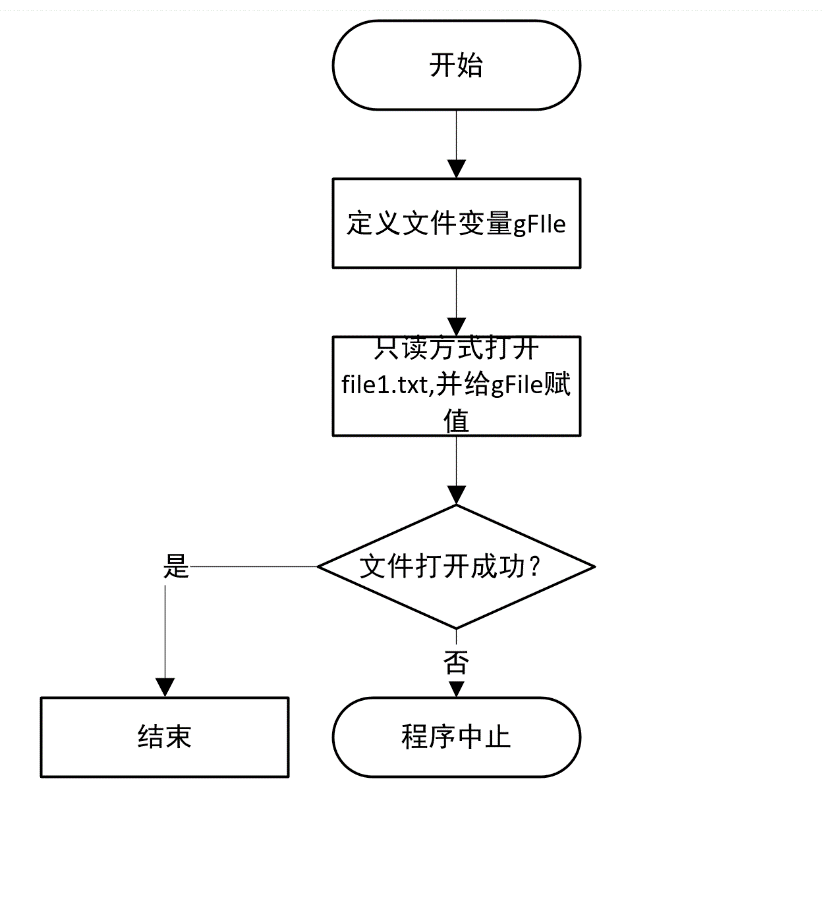 开始
定义文件变量gFIle
只读方式打开
file1.txt,并给gFile赋
值
文件打开成功？
是
否
结束
程序中止